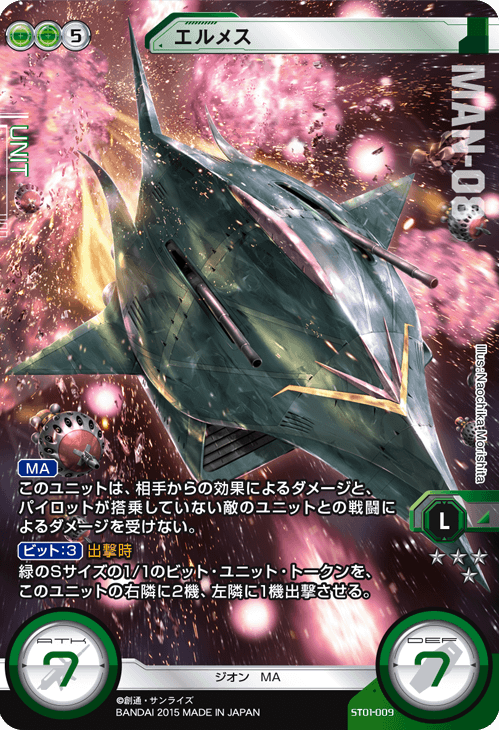 5
エルメス
UNIT
MAN-08
Illus:Naochika Morishita
MA
このユニットは、相手からの効果によるダメージと、
パイロットが搭乗していない敵のユニットとの戦闘に
よるダメージを受けない。
ビット:3 出撃時
緑のSサイズの1/1のビット・ユニット・トークンを、
このユニットの右隣に2機、左隣に1機出撃させる。
L
ATK
7
DEF
7
ジオン MA
©創通・サンライズ
BANDAI 2015 MADE IN JAPAN
ST01-009